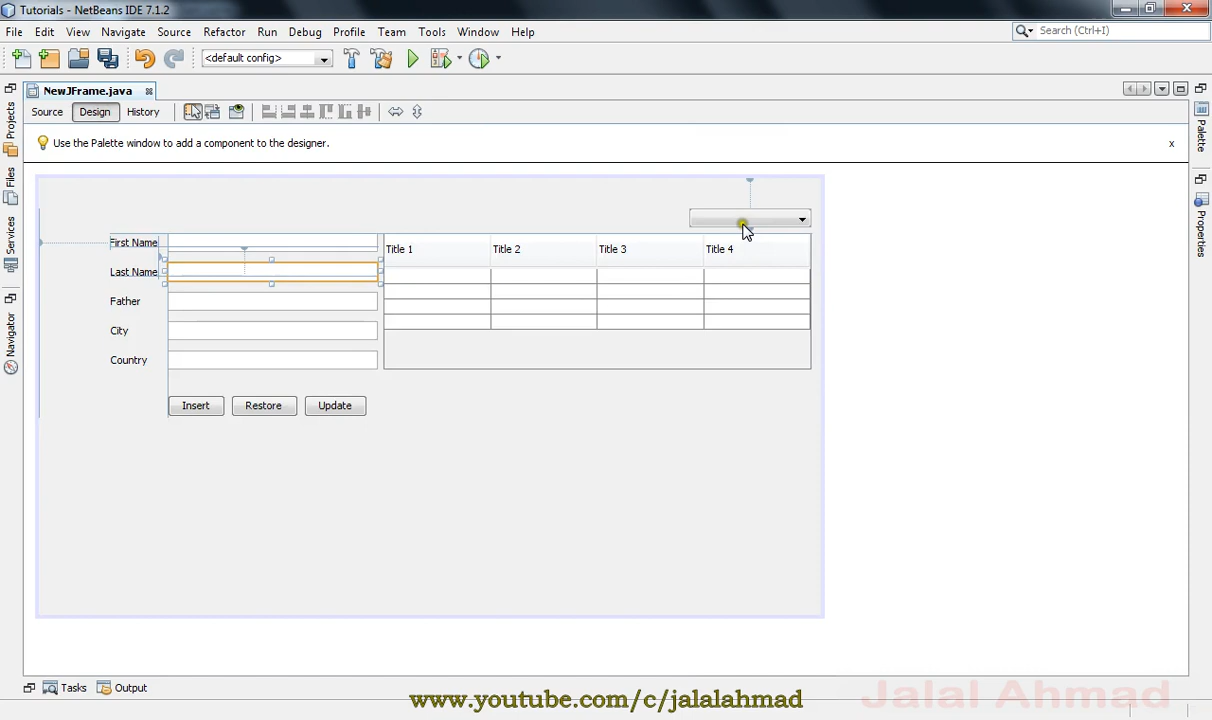 Tutorials - NetBeans IDE 7.1.2
File Edit View Navigate Source Refactor Run Debug Profile Team Tools Window Help
Search (Ctrl+I)
<default config>
NewJFrame.java
Source Design History
Use the Palette window to add a component to the designer.
x
Projects
Files
Services
Navigator
Palette
Properties
First Name
Last Name
Father
City
Country
Title 1 Title 2 Title 3 Title 4
Insert Restore Update
Tasks Output
www.youtube.com/c/jalalahmad
Jalal Ahmad